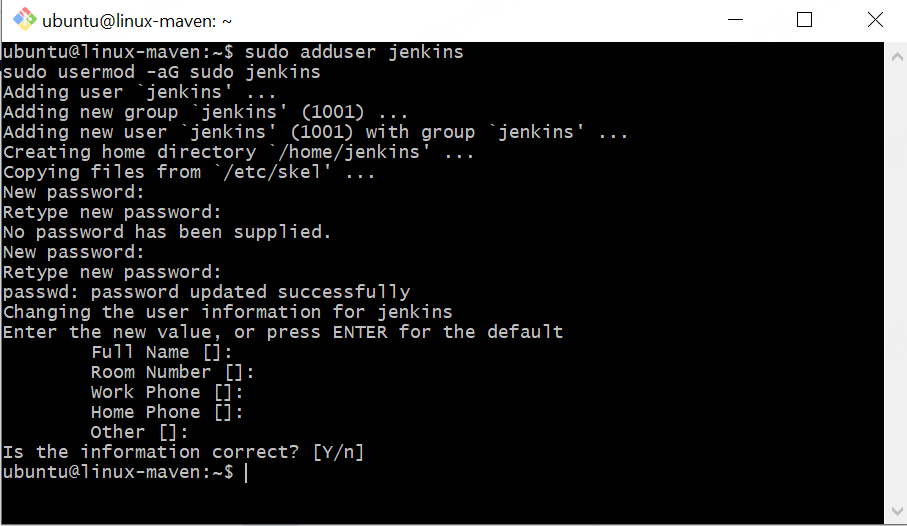 ubuntu@linux-maven: ~
ubuntu@linux-maven:~$ sudo adduser jenkins
sudo usermod -aG sudo jenkins
Adding user `jenkins' ...
Adding new group `jenkins' (1001) ...
Adding new user `jenkins' (1001) with group `jenkins' ...
Creating home directory `/home/jenkins' ...
Copying files from `/etc/skel' ...
New password:
Retype new password:
No password has been supplied.
New password:
Retype new password:
passwd: password updated successfully
Changing the user information for jenkins
Enter the new value, or press ENTER for the default
Full Name []:
Room Number []:
Work Phone []:
Home Phone []:
Other []:
Is the information correct? [Y/n]
ubuntu@linux-maven:~$